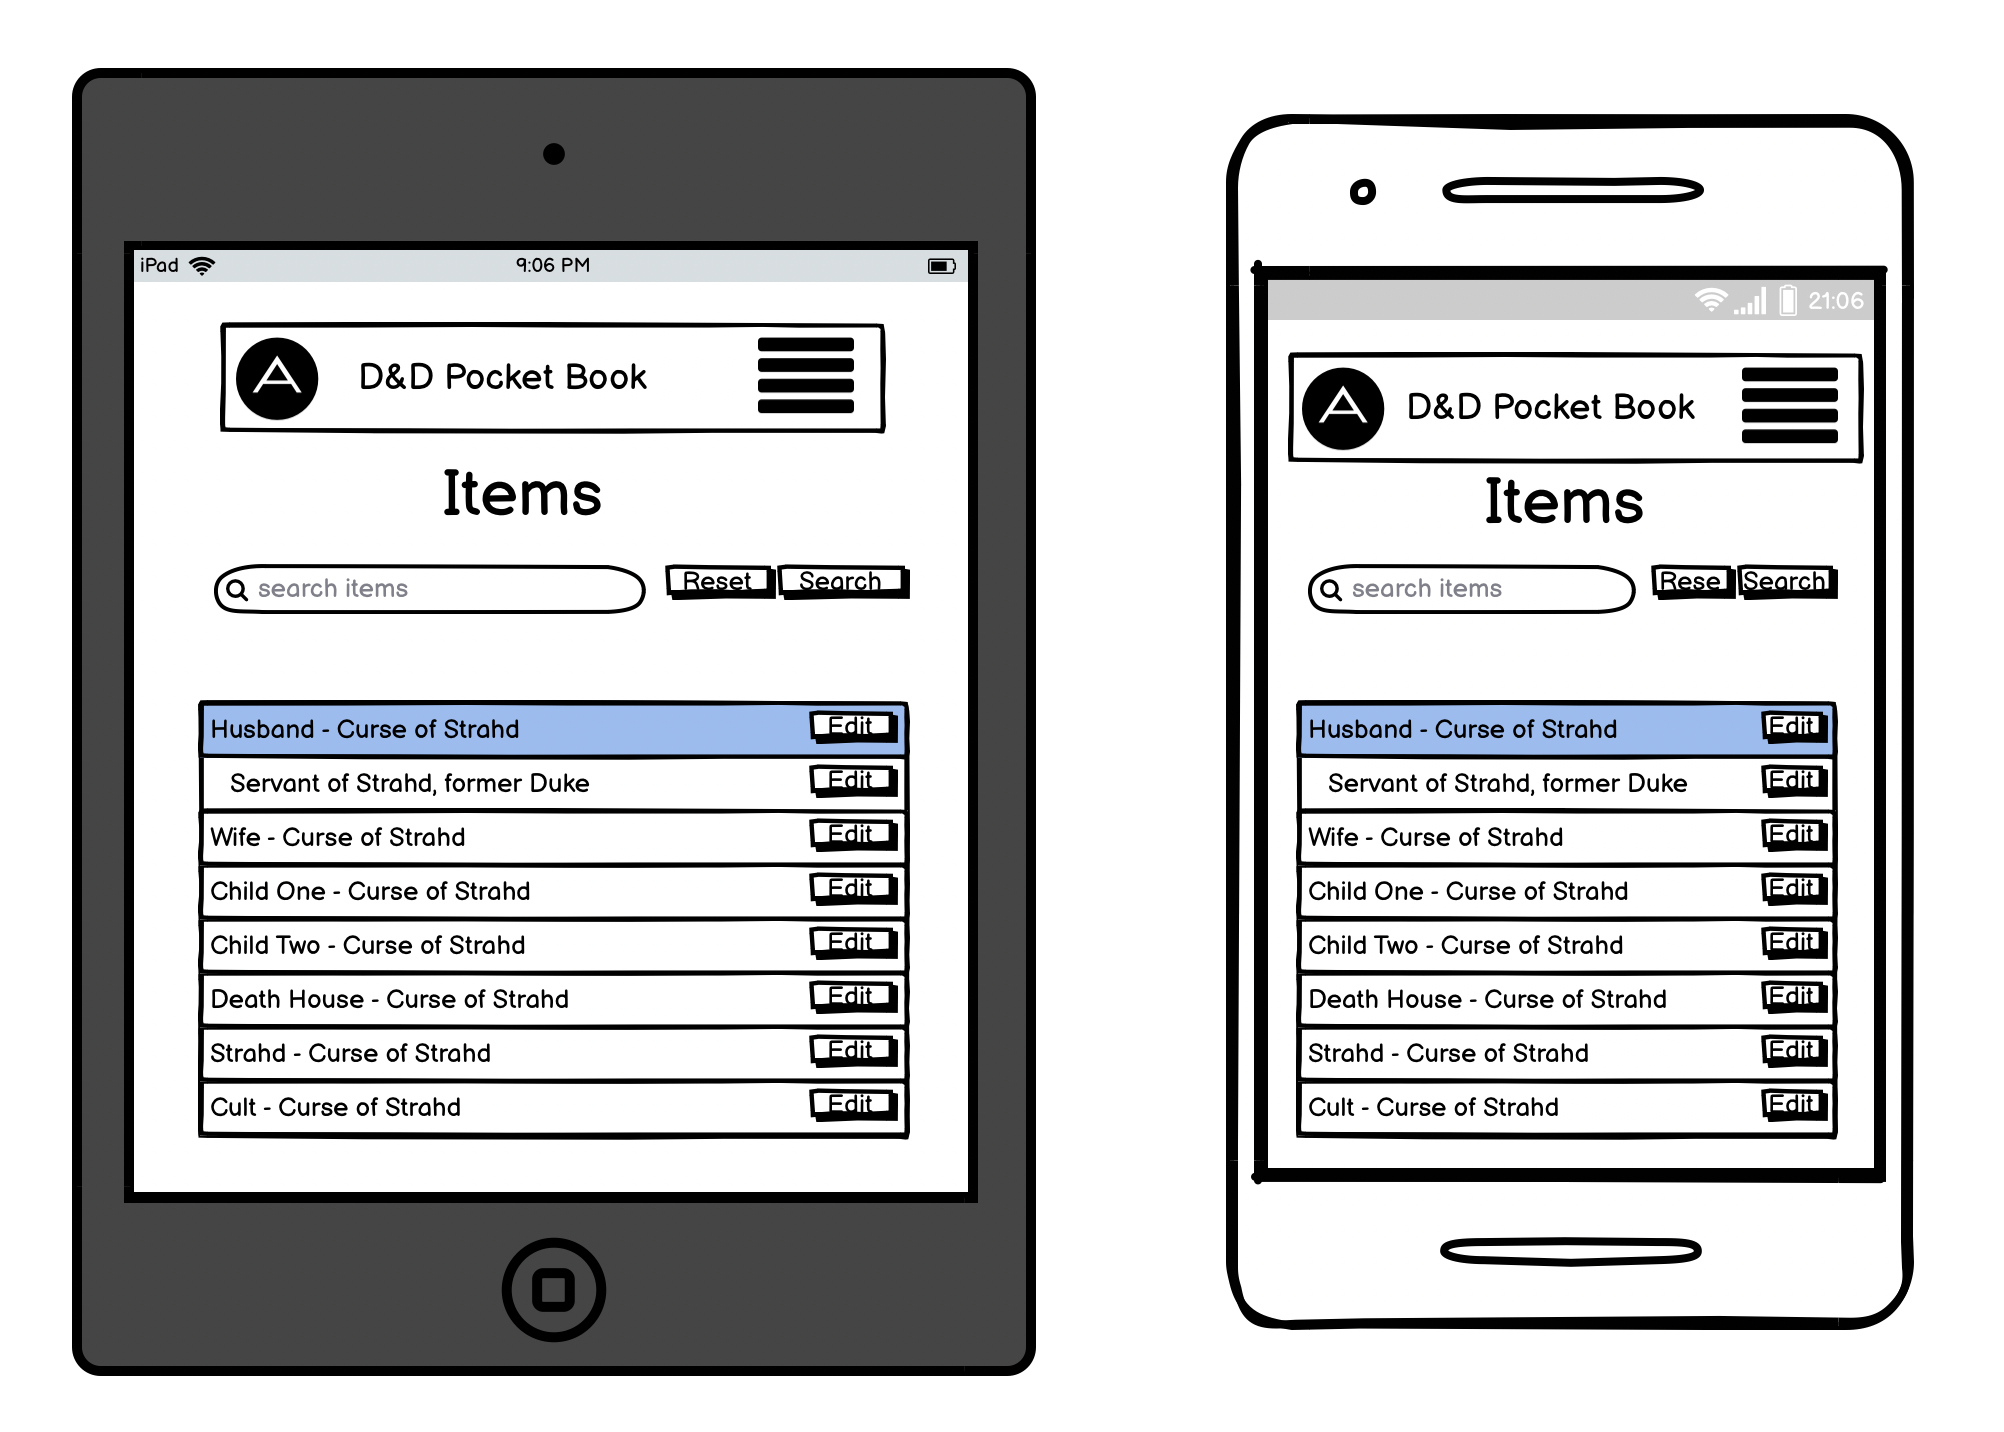 iPad 9:06 PM
A D&D Pocket Book
Items
search items Reset Search
Husband - Curse of Strahd Edit
Servant of Strahd, former Duke Edit
Wife - Curse of Strahd Edit
Child One - Curse of Strahd Edit
Child Two - Curse of Strahd Edit
Death House - Curse of Strahd Edit
Strahd - Curse of Strahd Edit
Cult - Curse of Strahd Edit
21:06
A D&D Pocket Book
Items
search items Rese Search
Husband - Curse of Strahd Edit
Servant of Strahd, former Duke Edit
Wife - Curse of Strahd Edit
Child One - Curse of Strahd Edit
Child Two - Curse of Strahd Edit
Death House - Curse of Strahd Edit
Strahd - Curse of Strahd Edit
Cult - Curse of Strahd Edit